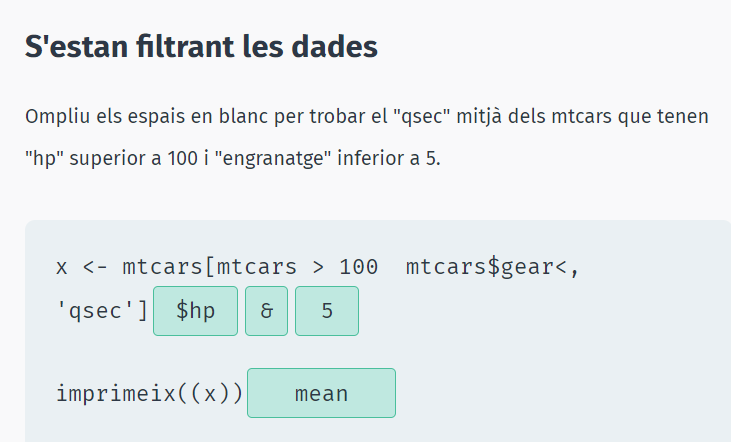 S'estan filtrant les dades
Ompliu els espais en blanc per trobar el "qsec" mitjà dels mtcars que tenen
"hp" superior a 100 i "engranatge" inferior a 5.
x <- mtcars[mtcars > 100  mtcars$gear<,
'qsec'] $hp & 5
imprimeix((x)) mean